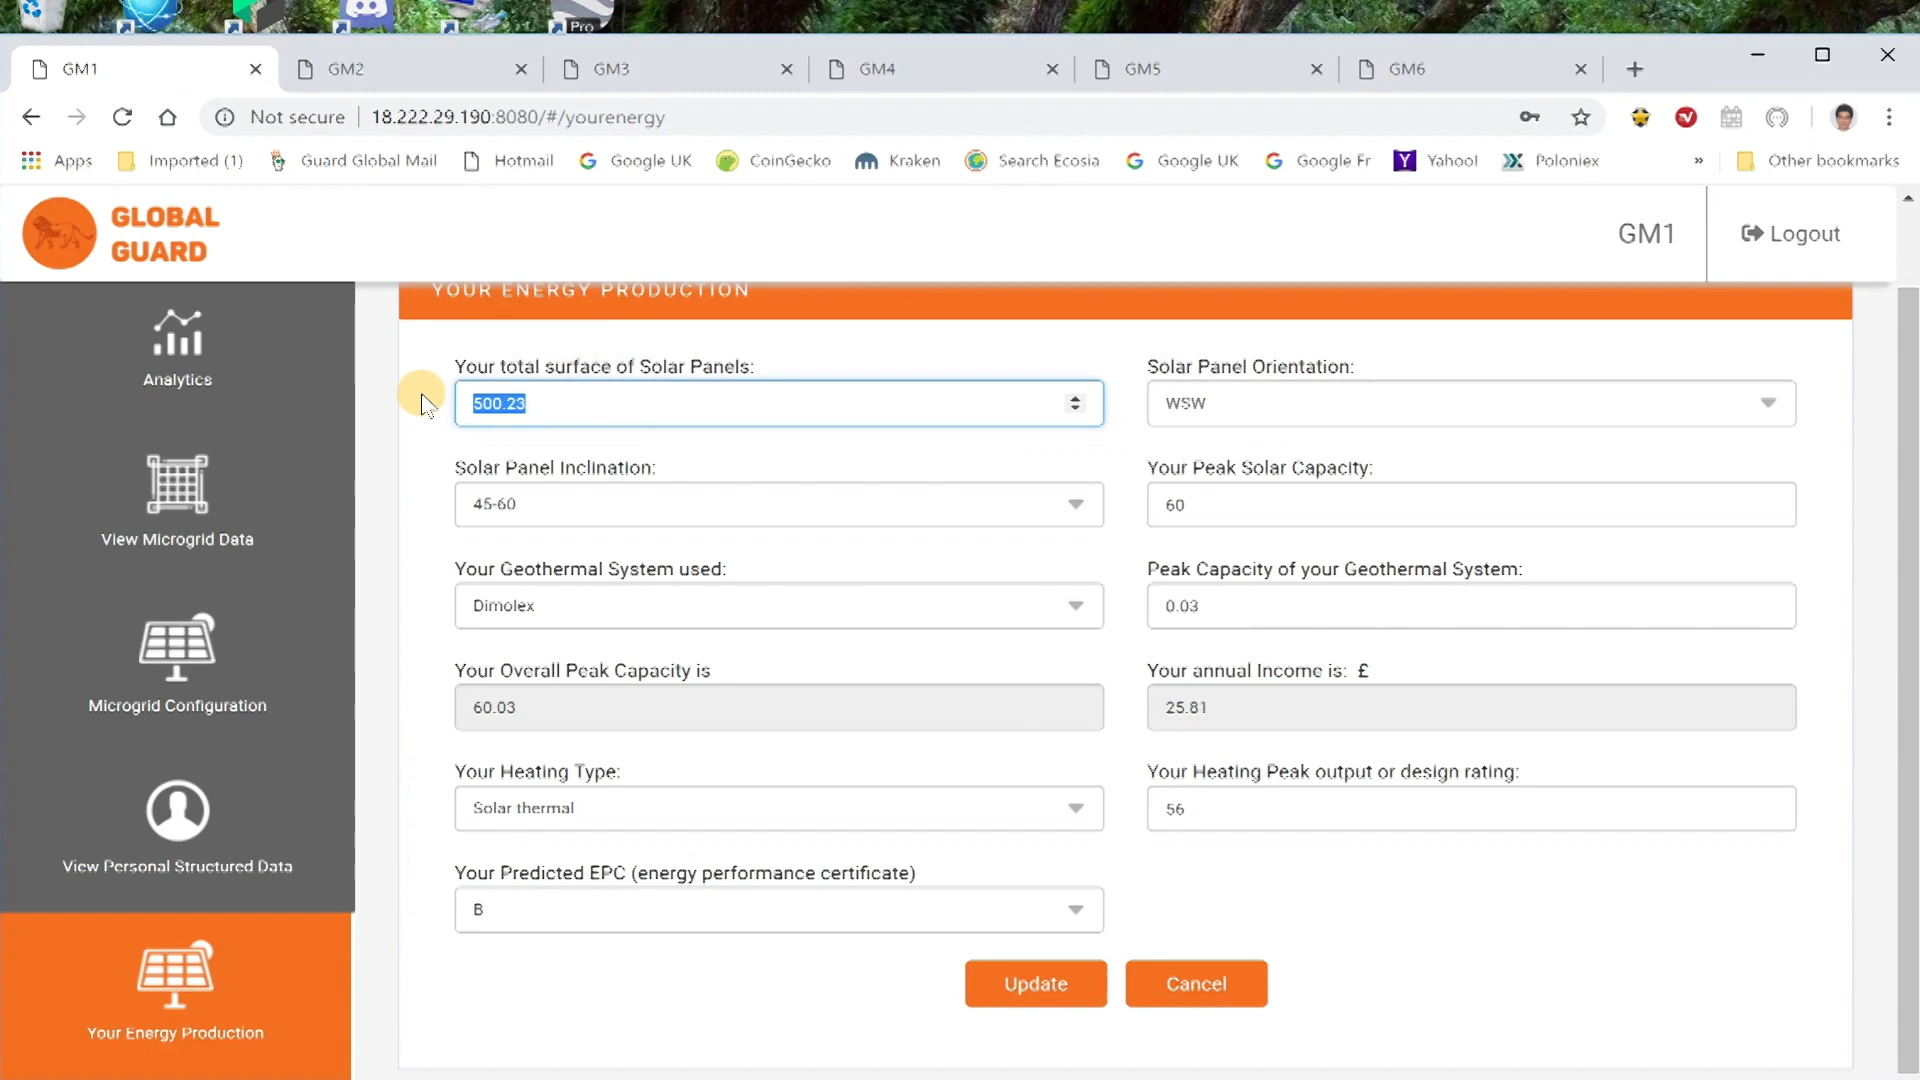 Pro
GM1
GM2
GM3
GM4
GM5
GM6
Not secure
18.222.29.190:8080/#/yourenergy
Apps
Imported (1)
Guard Global Mail
Hotmail
Google UK
CoinGecko
Kraken
Search Ecosia
Google UK
Google Fr
Yahoo!
Poloniex
»
Other bookmarks
GLOBAL
GUARD
GM1
Logout
YOUR ENERGY PRODUCTION
Analytics
View Microgrid Data
Microgrid Configuration
View Personal Structured Data
Your Energy Production
Your total surface of Solar Panels:
500.23
Solar Panel Orientation:
WSW
Solar Panel Inclination:
45-60
Your Peak Solar Capacity:
60
Your Geothermal System used:
Dimplex
Peak Capacity of your Geothermal System:
0.03
Your Overall Peak Capacity is
60.03
Your annual Income is: £
25.81
Your Heating Type:
Solar thermal
Your Heating Peak output or design rating:
56
Your Predicted EPC (energy performance certificate)
B
Update
Cancel